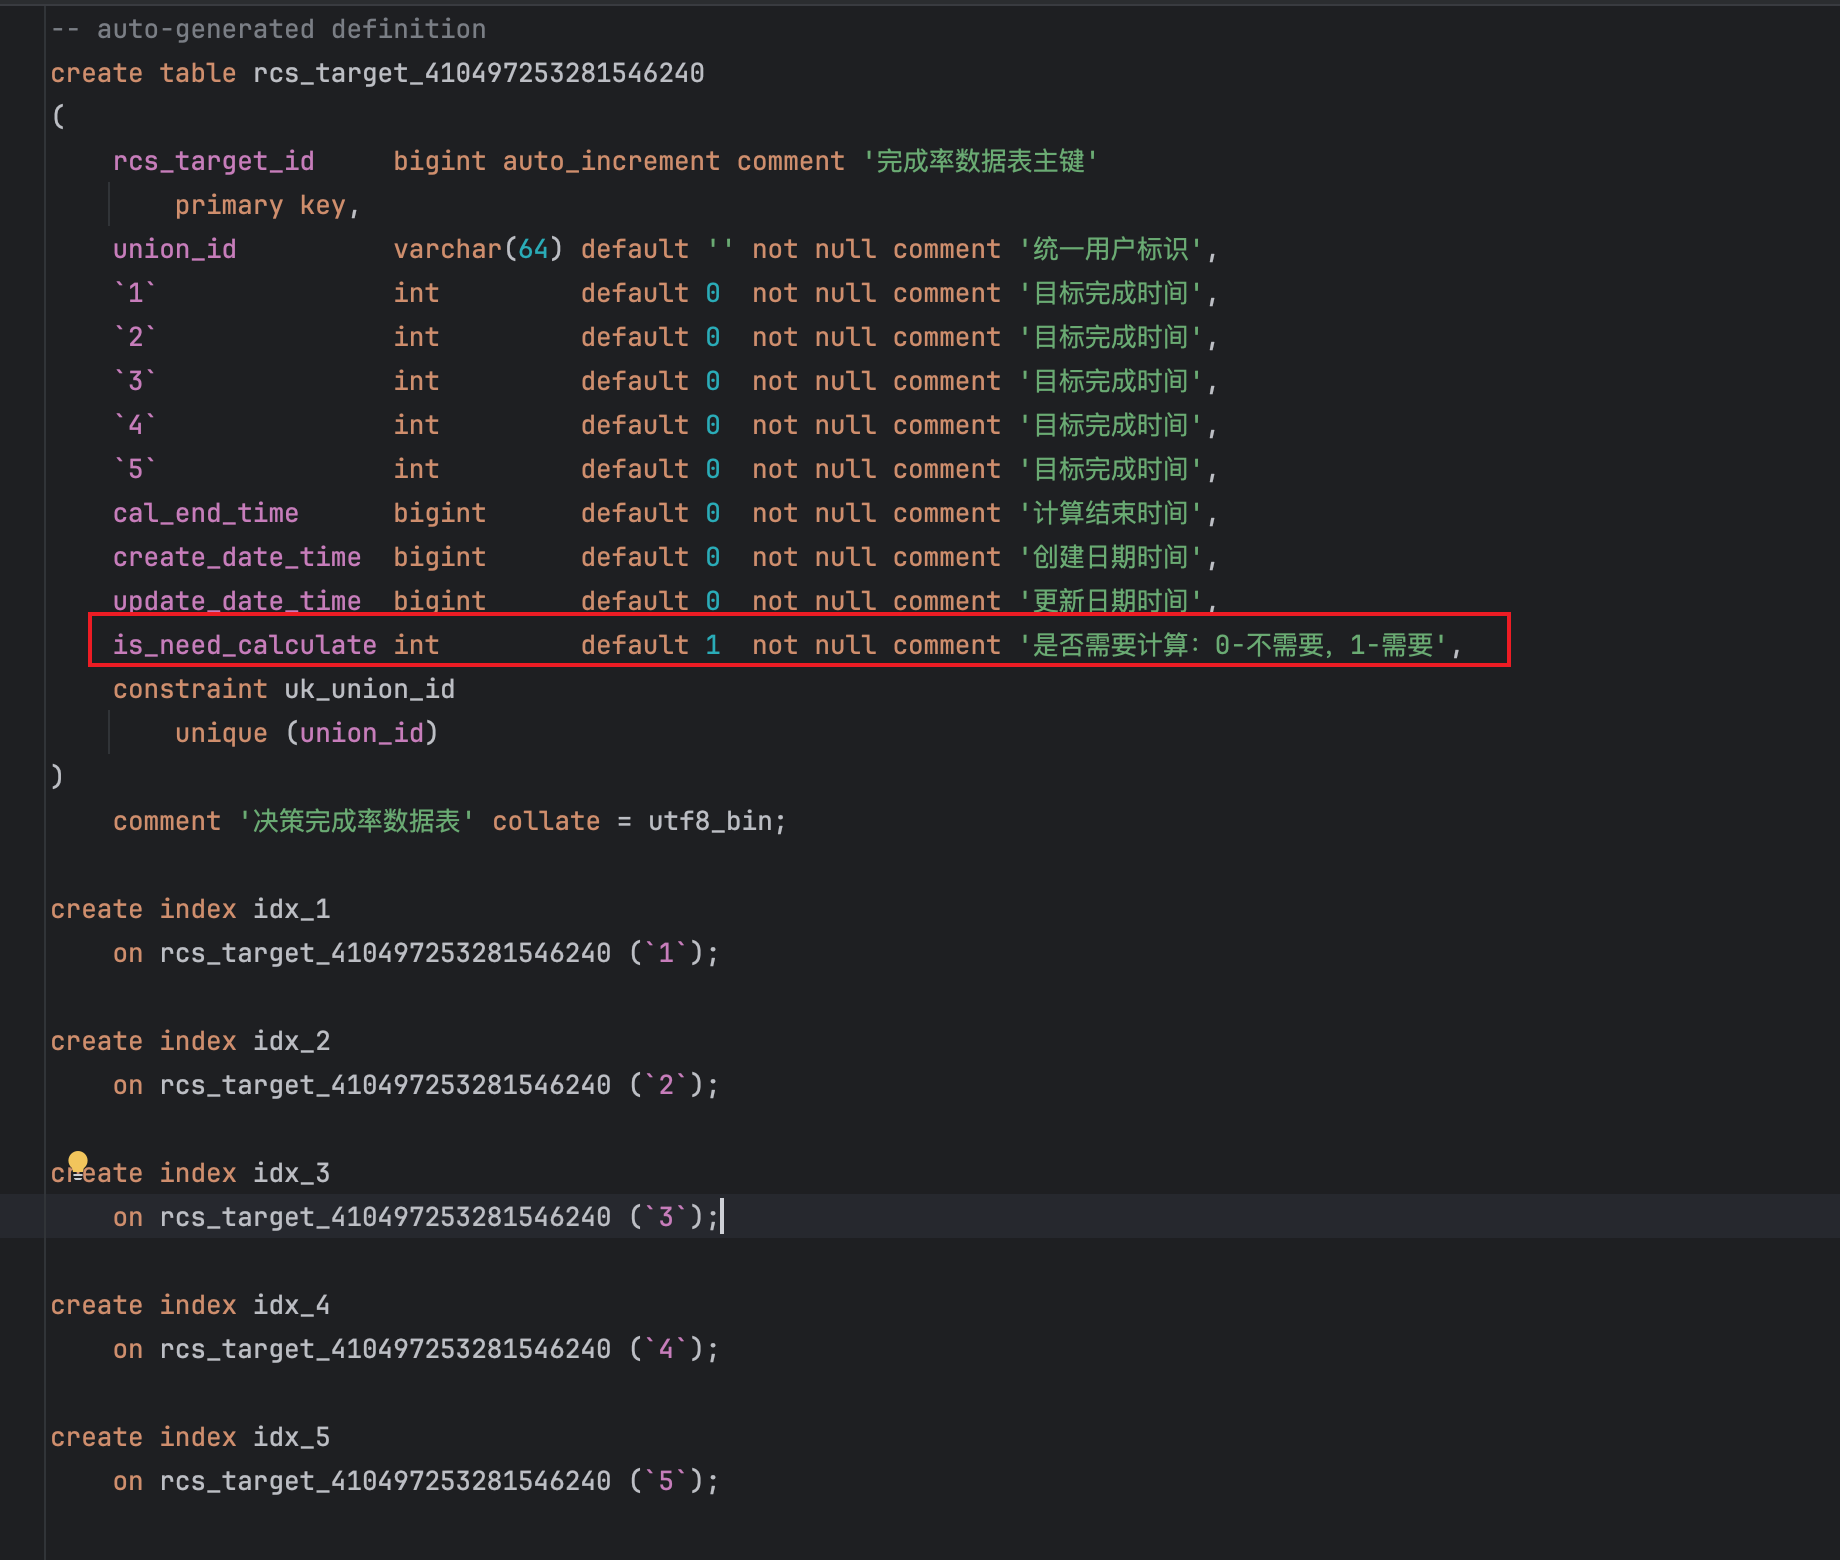 -- auto-generated definition
create table rcs_target_410497253281546240
(
    rcs_target_id     bigint auto_increment comment '完成率数据表主键'
        primary key,
    union_id          varchar(64) default '' not null comment '统一用户标识',
    `1`               int         default 0  not null comment '目标完成时间',
    `2`               int         default 0  not null comment '目标完成时间',
    `3`               int         default 0  not null comment '目标完成时间',
    `4`               int         default 0  not null comment '目标完成时间',
    `5`               int         default 0  not null comment '目标完成时间',
    cal_end_time      bigint      default 0  not null comment '计算结束时间',
    create_date_time  bigint      default 0  not null comment '创建日期时间',
    update_date_time  bigint      default 0  not null comment '更新日期时间',
    is_need_calculate int         default 1  not null comment '是否需要计算：0-不需要，1-需要',
    constraint uk_union_id
        unique (union_id)
)
    comment '决策完成率数据表' collate = utf8_bin;
create index idx_1
    on rcs_target_410497253281546240 (`1`);
create index idx_2
    on rcs_target_410497253281546240 (`2`);
create index idx_3
    on rcs_target_410497253281546240 (`3`);
create index idx_4
    on rcs_target_410497253281546240 (`4`);
create index idx_5
    on rcs_target_410497253281546240 (`5`);